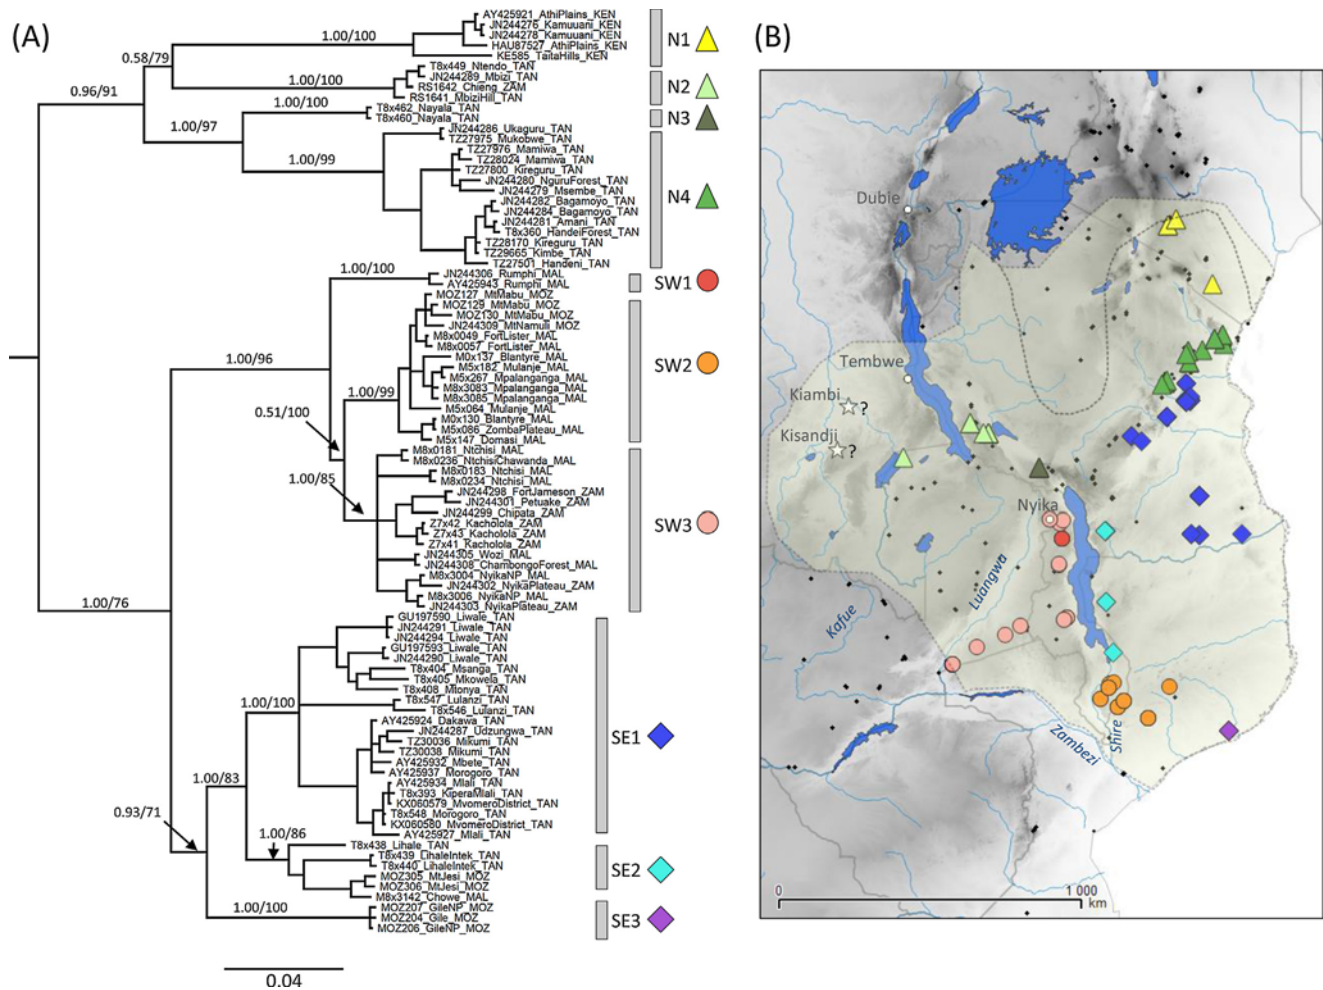 (A)
AY425921_AthiPlains_KEN
JN244276_Kamuuani_KEN
JN244278_Kamuuani_KEN
HAU87527_AthiPlains_KEN
KE585_TaitaHills_KEN
1.00/100
N1
0.58/79
T8x449_Ntendo_TAN
JN244289_Mbizi_TAN
RS1642_Chieng_ZAM
RS1641_MbiziHill_TAN
1.00/100
N2
0.96/91
T8x462_Nayala_TAN
T8x460_Nayala_TAN
1.00/100
N3
1.00/97
JN244286_Ukaguru_TAN
TZ27975_Mukobwe_TAN
TZ27976_Mamiwa_TAN
TZ28024_Mamiwa_TAN
TZ27800_Kireguru_TAN
JN244280_NguruForest_TAN
JN244279_Msembe_TAN
JN244282_Bagamoyo_TAN
JN244284_Bagamoyo_TAN
JN244281_Amani_TAN
T8x360_HandeiForest_TAN
TZ28170_Kireguru_TAN
TZ29665_Kimbe_TAN
TZ27501_Handeni_TAN
1.00/99
N4
JN244306_Rumphi_MAL
AY425943_Rumphi_MAL
1.00/100
SW1
MOZ127_MtMabu_MOZ
MOZ129_MtMabu_MOZ
MOZ130_MtMabu_MOZ
JN244309_MtNamuli_MOZ
M8x0049_FortLister_MAL
M8x0057_FortLister_MAL
M0x137_Blantyre_MAL
M5x182_Mulanje_MAL
M5x267_Mpalanganga_MAL
M8x3083_Mpalanganga_MAL
M8x3085_Mpalanganga_MAL
M5x064_Mulanje_MAL
M0x130_Blantyre_MAL
M5x086_ZombaPlateau_MAL
M5x147_Domasi_MAL
1.00/96
1.00/99
SW2
0.51/100
M8x0181_Ntchisi_MAL
M8x0236_NtchisiChawanda_MAL
M8x0183_Ntchisi_MAL
M8x0234_Ntchisi_MAL
JN244298_FortJameson_ZAM
JN244301_Petuake_ZAM
JN244299_Chipata_ZAM
Z7x42_Kacholola_ZAM
Z7x43_Kacholola_ZAM
Z7x41_Kacholola_ZAM
JN244305_Wozi_MAL
JN244308_ChambongoForest_MAL
M8x3004_NyikaNP_MAL
JN244302_NyikaPlateau_ZAM
M8x3006_NyikaNP_MAL
JN244303_NyikaPlateau_ZAM
1.00/85
SW3
1.00/76
GU197590_Liwale_TAN
JN244291_Liwale_TAN
JN244294_Liwale_TAN
GU197593_Liwale_TAN
JN244290_Liwale_TAN
T8x404_Msanga_TAN
T8x405_Mkowela_TAN
T8x408_Mtonya_TAN
T8x547_Lulanzi_TAN
T8x546_Lulanzi_TAN
AY425924_Dakawa_TAN
JN244287_Udzungwa_TAN
TZ30036_Mikumi_TAN
TZ30038_Mikumi_TAN
AY425932_Mbete_TAN
AY425937_Morogoro_TAN
AY425934_Mlali_TAN
T8x393_KiperaMlali_TAN
KX060579_MvomeroDistrict_TAN
T8x548_Morogoro_TAN
KX060580_MvomeroDistrict_TAN
AY425927_Mlali_TAN
1.00/100
SE1
1.00/83
0.93/71
T8x438_Lihale_TAN
T8x439_LihaleIntek_TAN
T8x440_LihaleIntek_TAN
MOZ305_MtJesi_MOZ
MOZ306_MtJesi_MOZ
M8x3142_Chowe_MAL
1.00/86
SE2
MOZ207_GileNP_MOZ
MOZ204_Gile_MOZ
MOZ206_GileNP_MOZ
1.00/100
SE3
0.04
(B)
Dubie
Tembwe
Kiambi
?
Kisandji
?
Nyika
Luangwa
Kafue
Zambezi
Shire
0
1 000
km